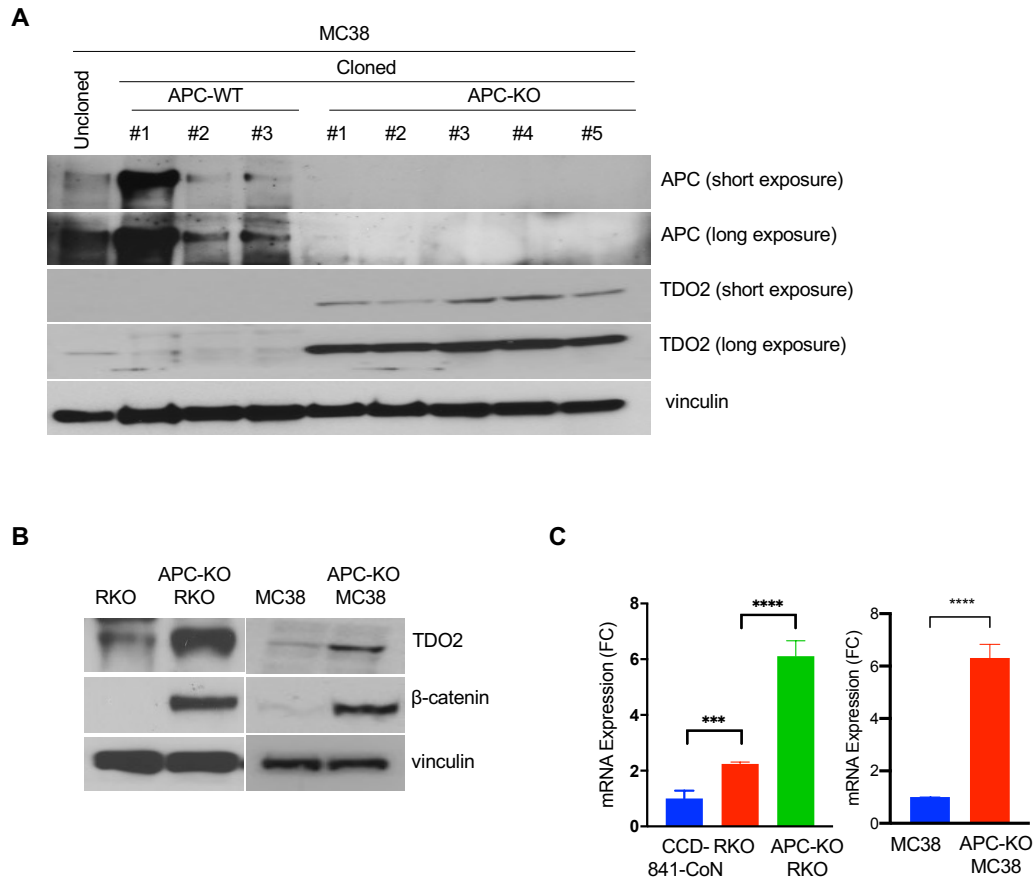 A
MC38
Uncloned
Cloned
APC-WT
APC-KO
#1 #2 #3 #1 #2 #3 #4 #5
APC (short exposure)
APC (long exposure)
TDO2 (short exposure)
TDO2 (long exposure)
vinculin
B
RKO
APC-KO
RKO
MC38
APC-KO
MC38
TDO2
β-catenin
vinculin
C
mRNA Expression (FC)
8
6
4
2
0
***
****
CCD-
841-CoN
RKO
APC-KO
RKO
mRNA Expression (FC)
8
6
4
2
0
****
MC38
APC-KO
MC38